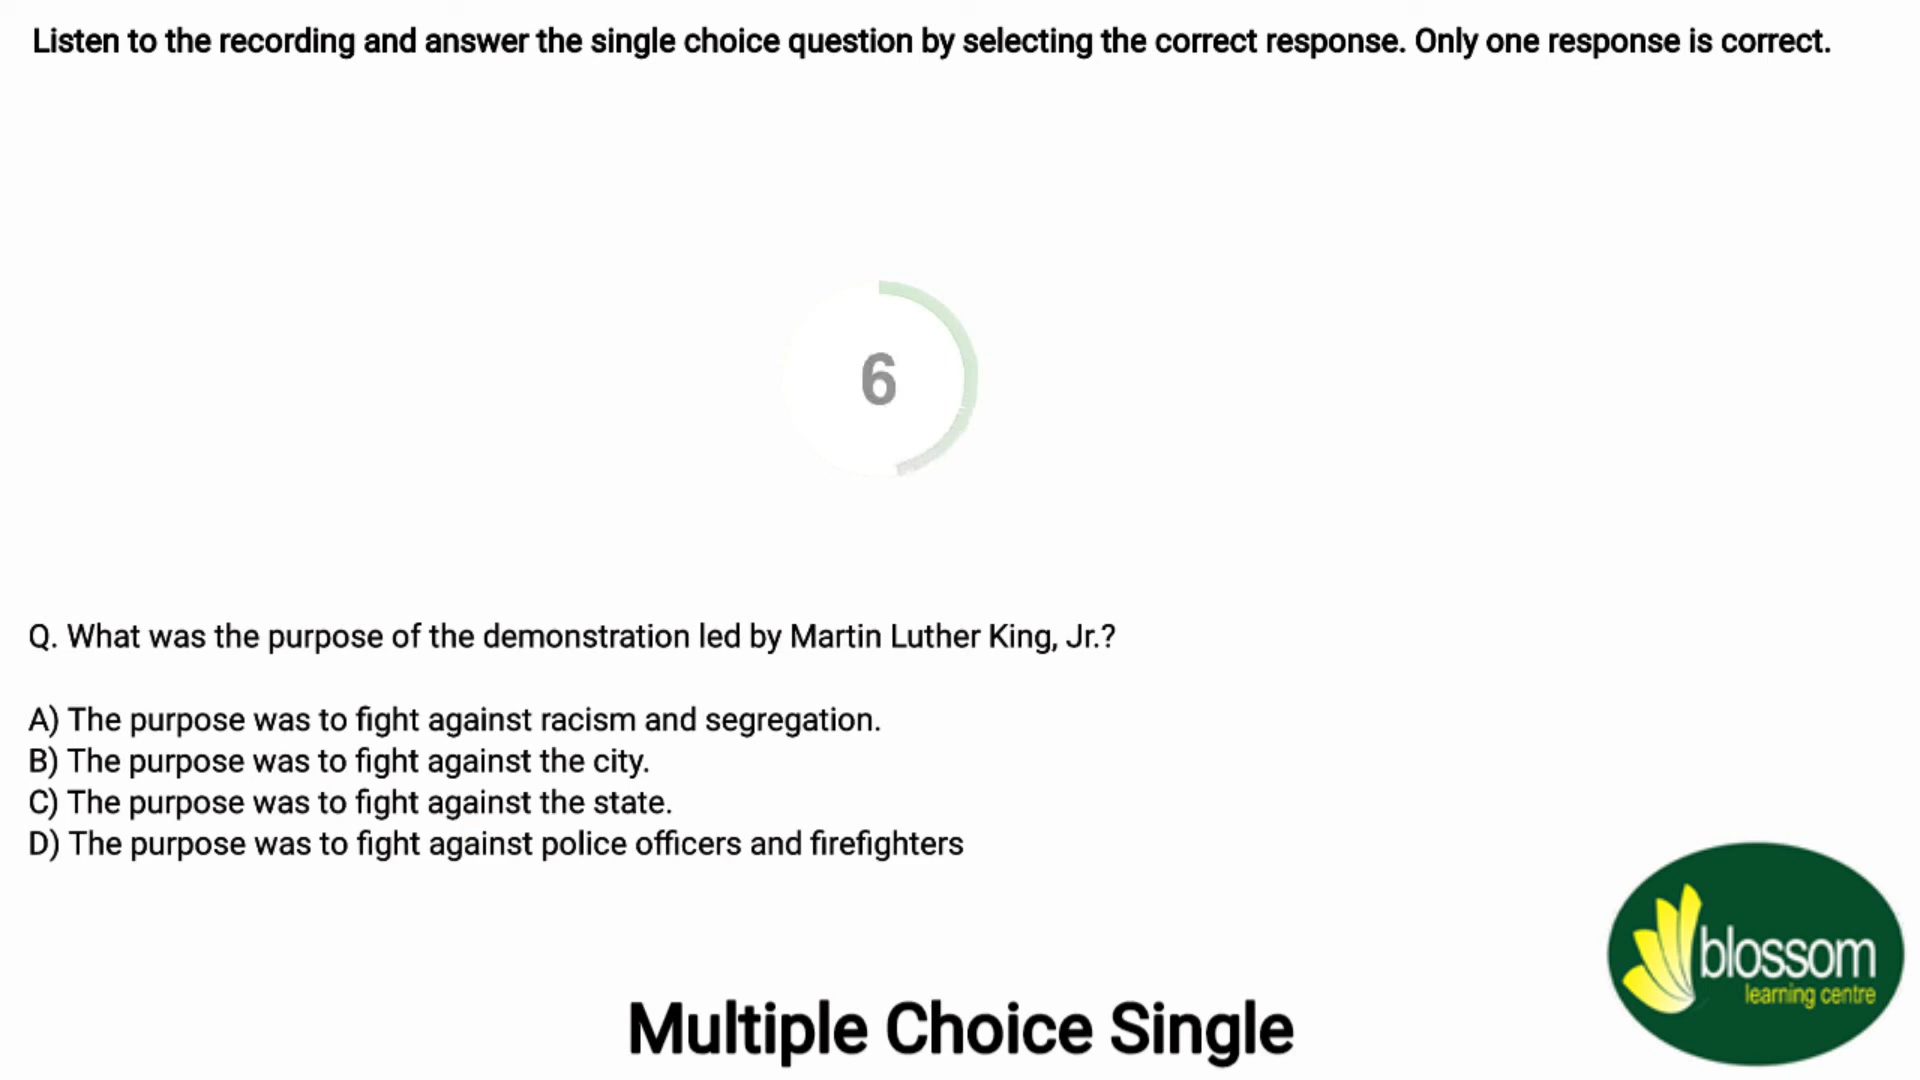 Listen to the recording and answer the single choice question by selecting the correct response. Only one response is correct.
6
Q. What was the purpose of the demonstration led by Martin Luther King, Jr.?
A) The purpose was to fight against racism and segregation.
B) The purpose was to fight against the city.
C) The purpose was to fight against the state.
D) The purpose was to fight against police officers and firefighters
blossom
learning centre
Multiple Choice Single